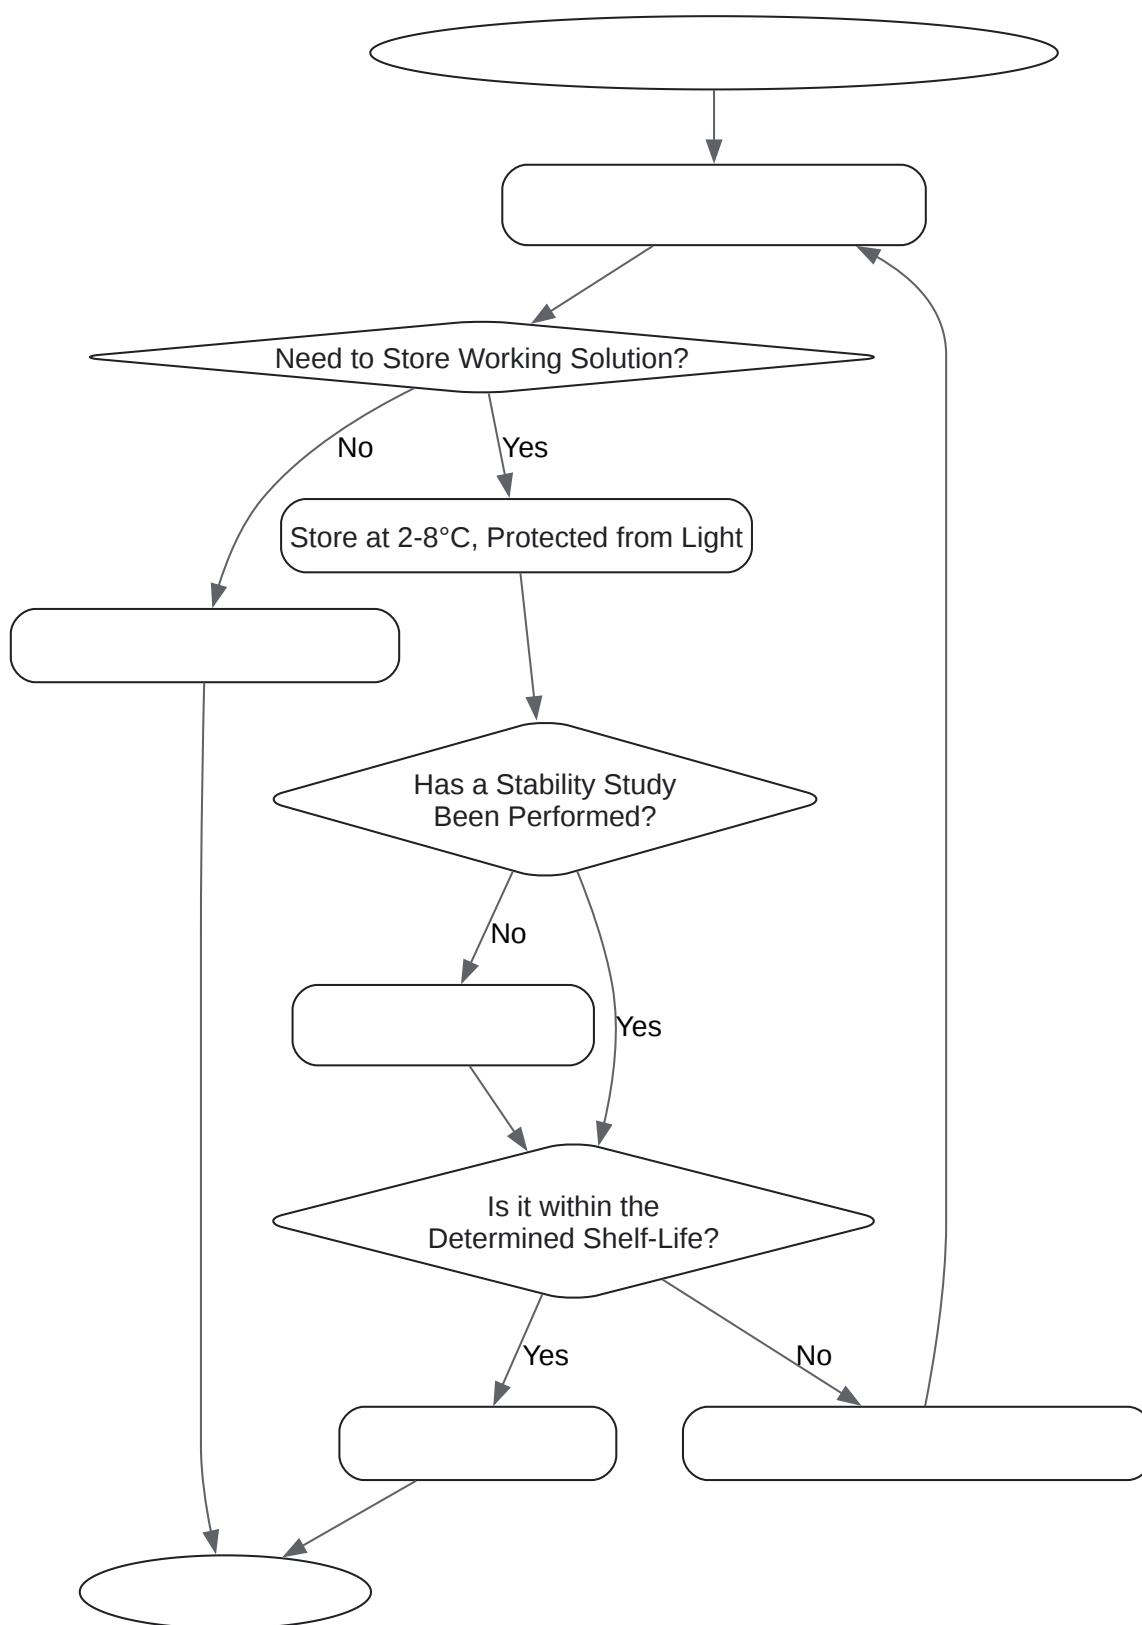 Need to Store Working Solution?
No
Yes
Store at 2-8°C, Protected from Light
Has a Stability Study
Been Performed?
No
Yes
Is it within the
Determined Shelf-Life?
Yes
No